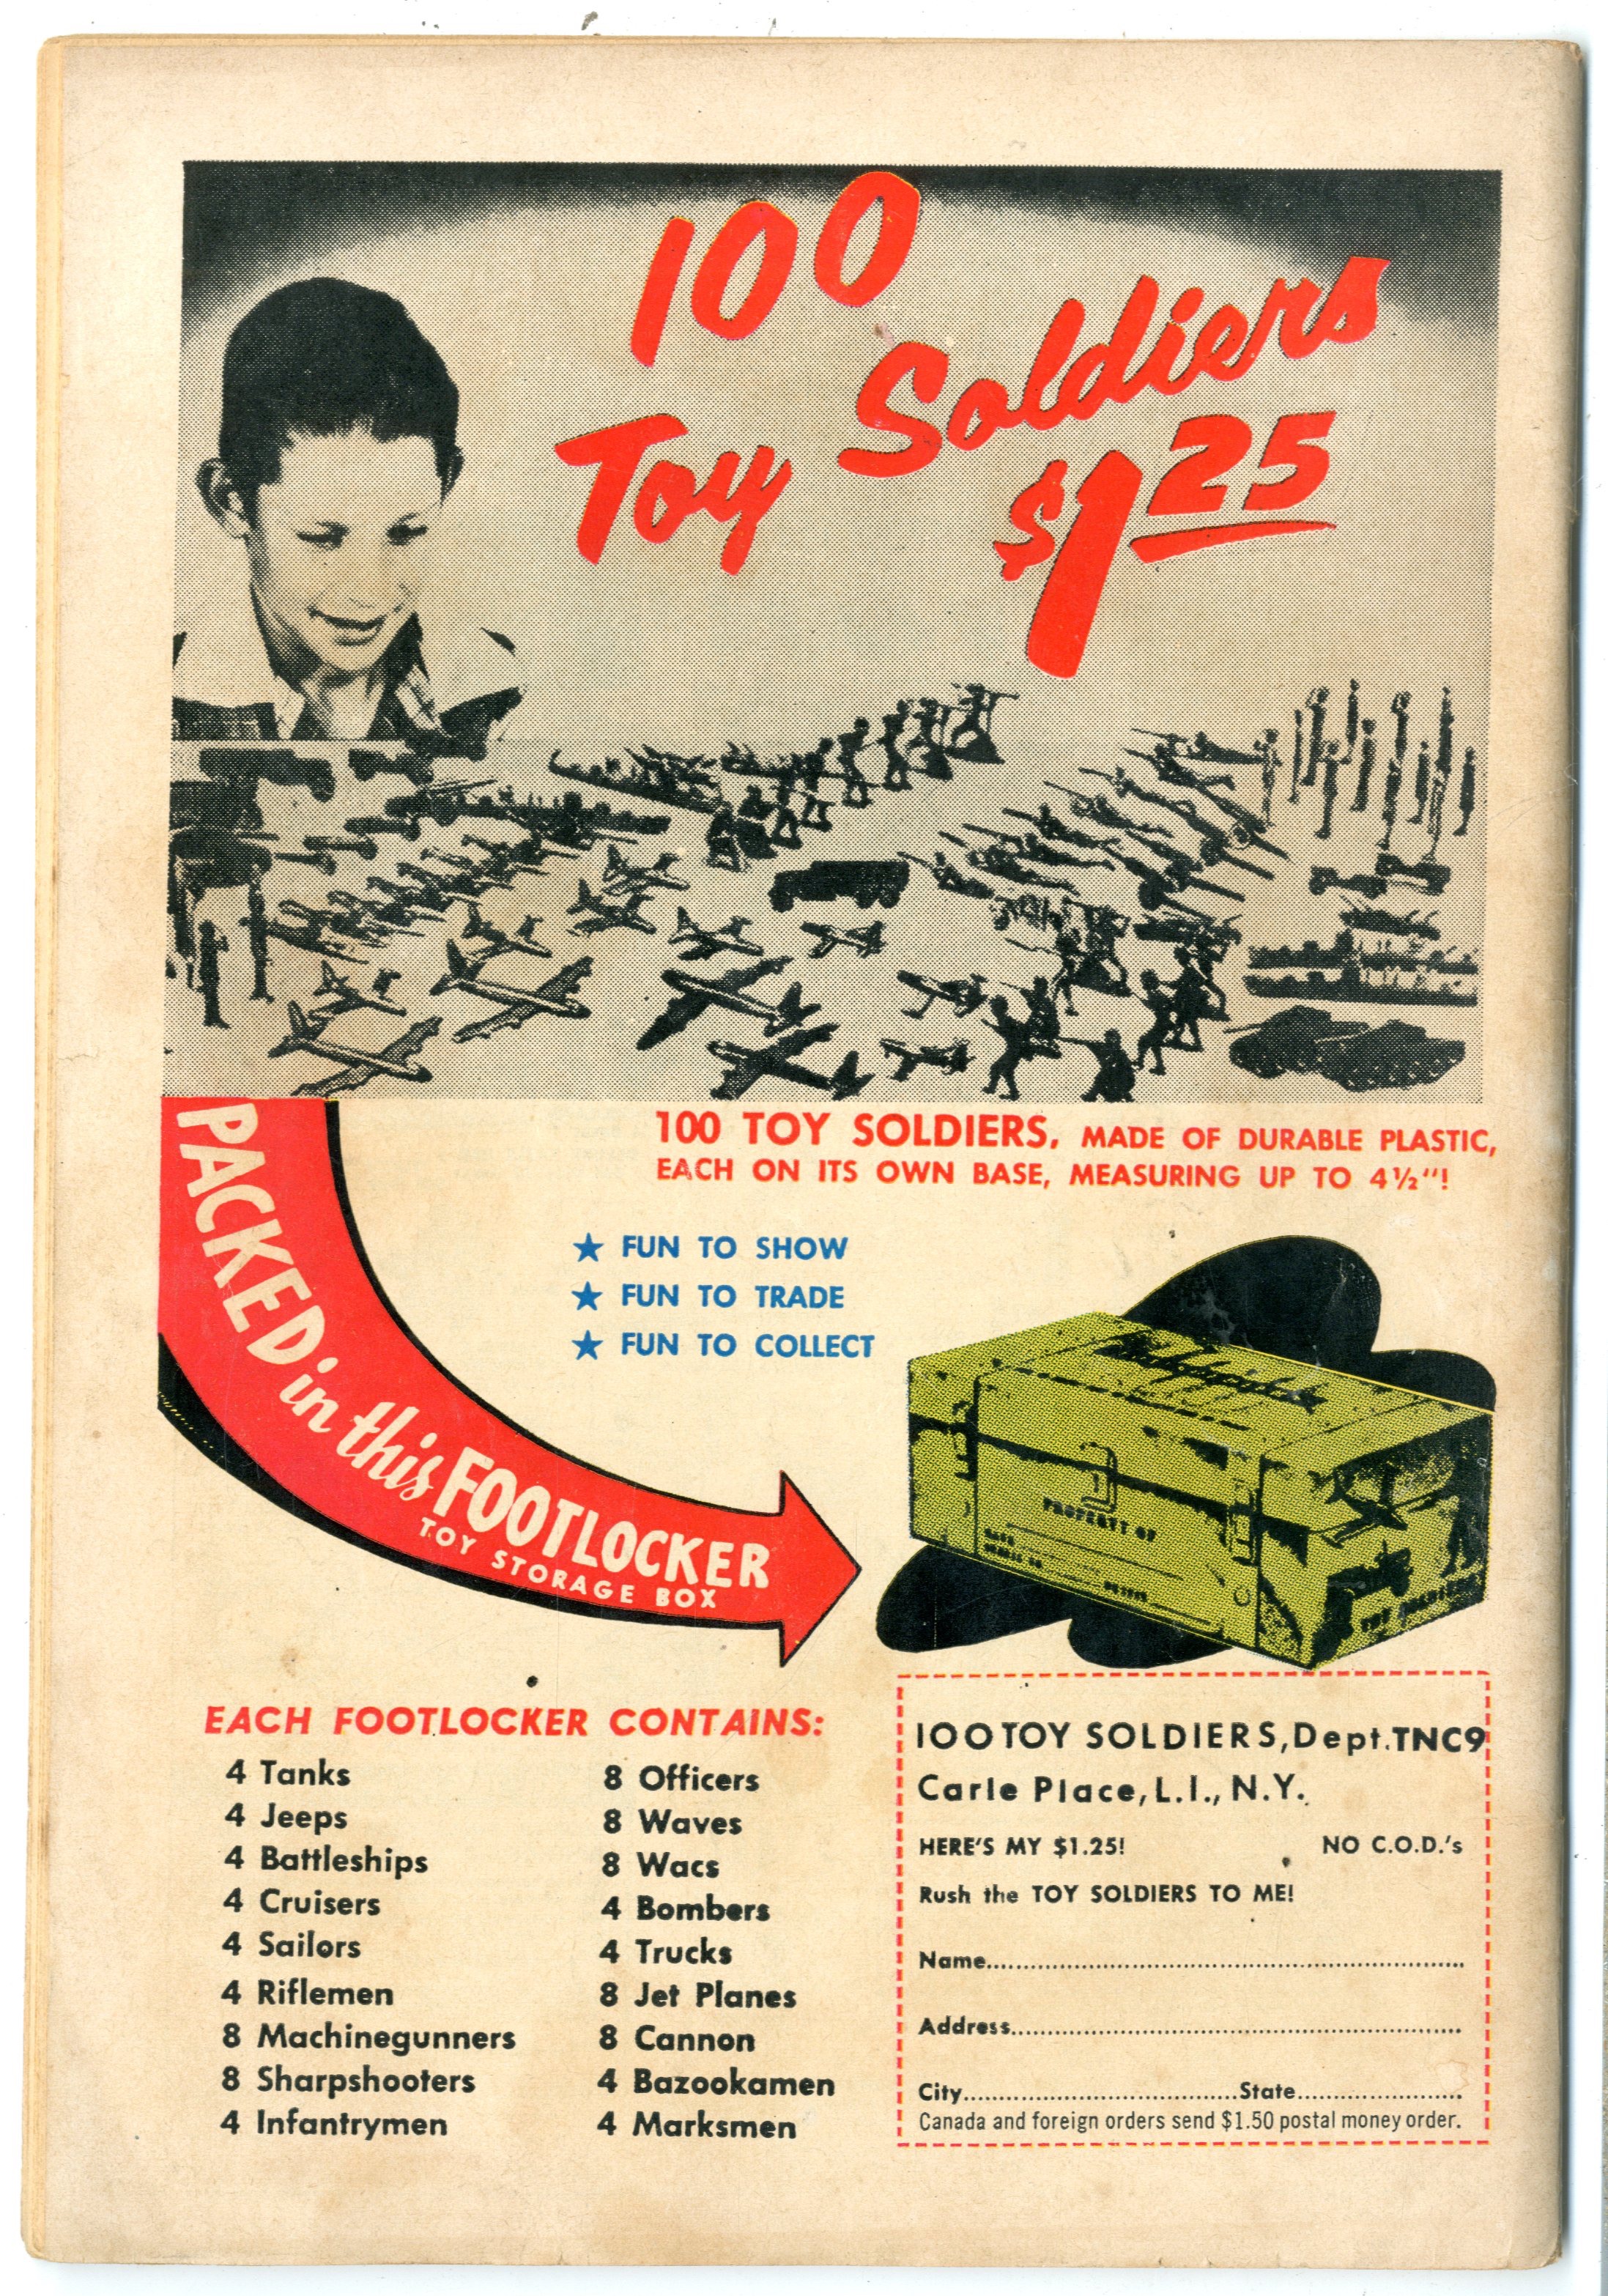 100
Toy Soldiers
$1 25
100 TOY SOLDIERS, MADE OF DURABLE PLASTIC,
EACH ON ITS OWN BASE, MEASURING UP TO 4½"!
PACKED in this FOOTLOCKER
TOY STORAGE BOX
★ FUN TO SHOW
★ FUN TO TRADE
★ FUN TO COLLECT
PROPERTY OF
TOY SOLDIERS
EACH FOOTLOCKER CONTAINS:
4 Tanks
4 Jeeps
4 Battleships
4 Cruisers
4 Sailors
4 Riflemen
8 Machinegunners
8 Sharpshooters
4 Infantrymen
8 Officers
8 Waves
8 Wacs
4 Bombers
4 Trucks
8 Jet Planes
8 Cannon
4 Bazookamen
4 Marksmen
100 TOY SOLDIERS, Dept. TNC9
Carle Place, L.I., N.Y.
HERE'S MY $1.25! NO C.O.D.'s
Rush the TOY SOLDIERS TO ME!
Name
Address
City State
Canada and foreign orders send $1.50 postal money order.